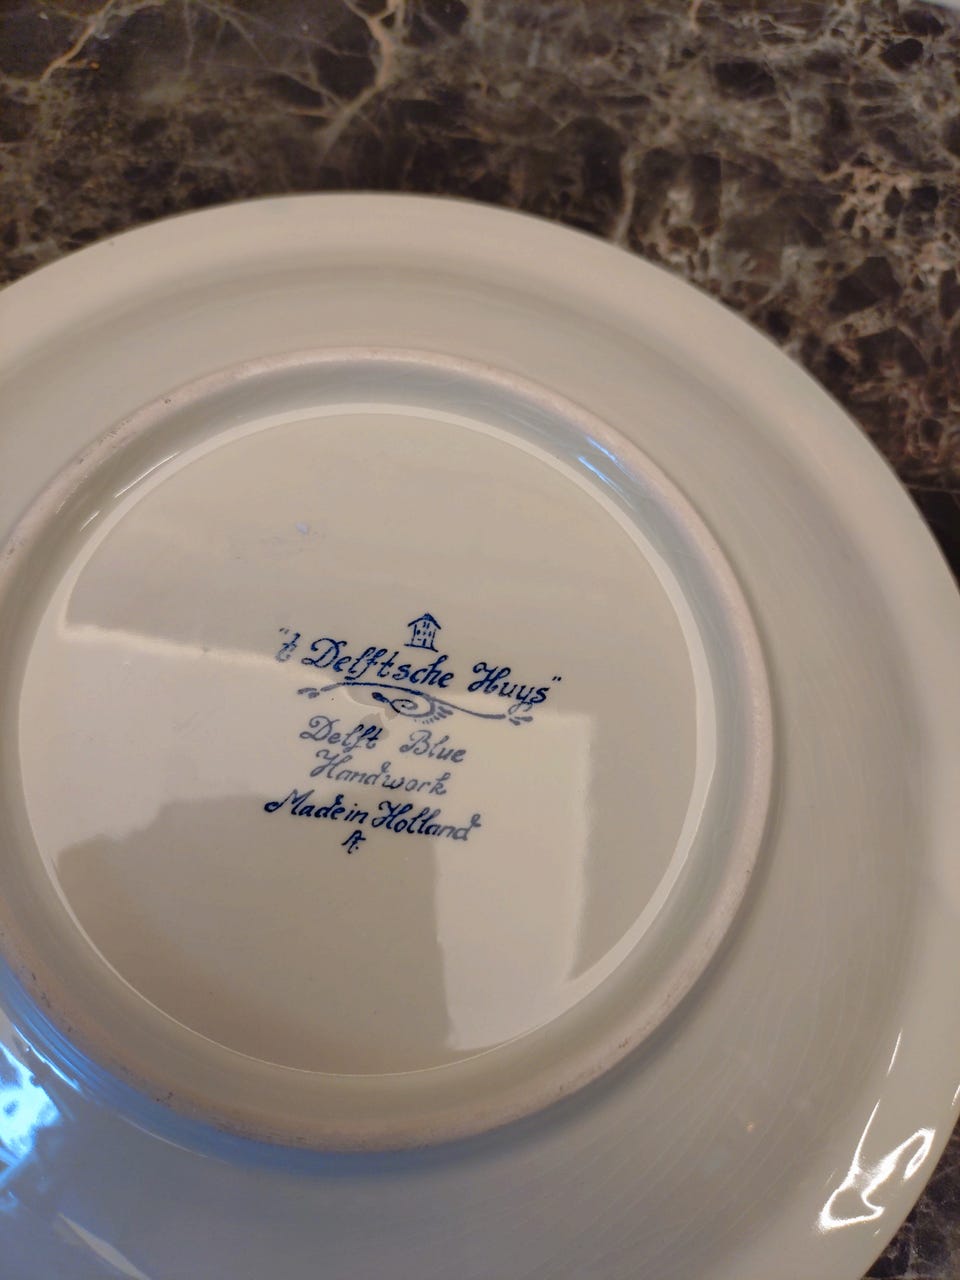 "t Delftsche Huys"
Delft Blue
Handwork
Made in Holland